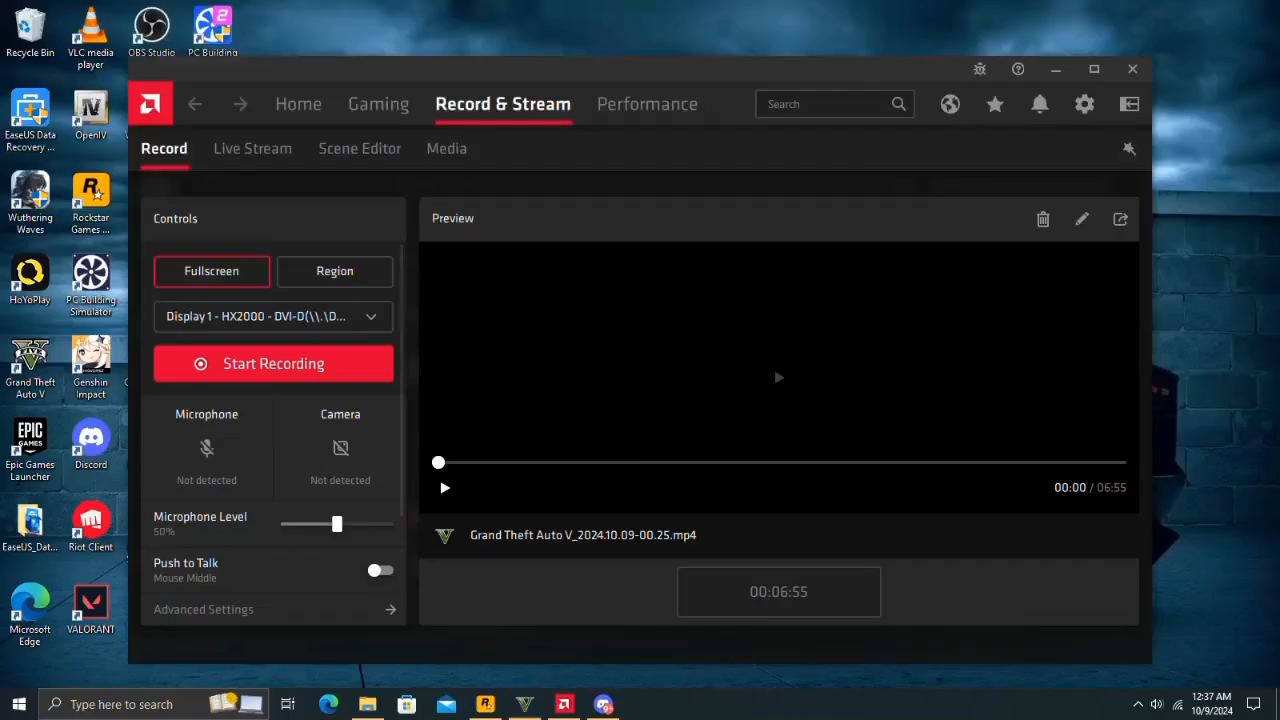 Recycle Bin
VLC media
player
OBS Studio
PC Building
EaseUS Data
Recovery ...
OpenIV
Wuthering
Waves
Rockstar
Games ...
HoYoPlay
PC Building
Simulator
Grand Theft
Auto V
Genshin
Impact
Epic Games
Launcher
Discord
EaseUS_Dat...
Riot Client
Microsoft
Edge
VALORANT
Home
Gaming
Record & Stream
Performance
Search
Record
Live Stream
Scene Editor
Media
Controls
Fullscreen
Region
Display 1 - HX2000 - DVI-D(\\.\D...
Start Recording
Microphone
Camera
Not detected
Not detected
Microphone Level
50%
Push to Talk
Mouse Middle
Advanced Settings
Preview
00:00 / 06:55
Grand Theft Auto V_2024.10.09-00.25.mp4
00:06:55
Type here to search
12:37 AM
10/9/2024